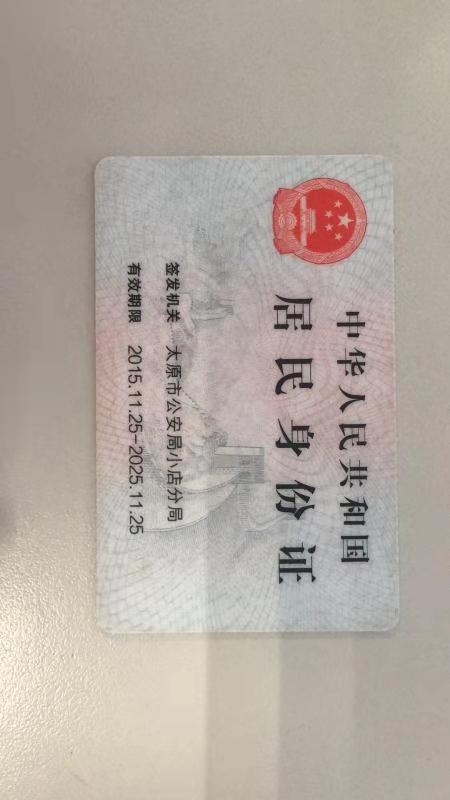 中华人民共和国
居民身份证
签发机关 太原市公安局小店分局
有效期限 2015.11.25-2025.11.25